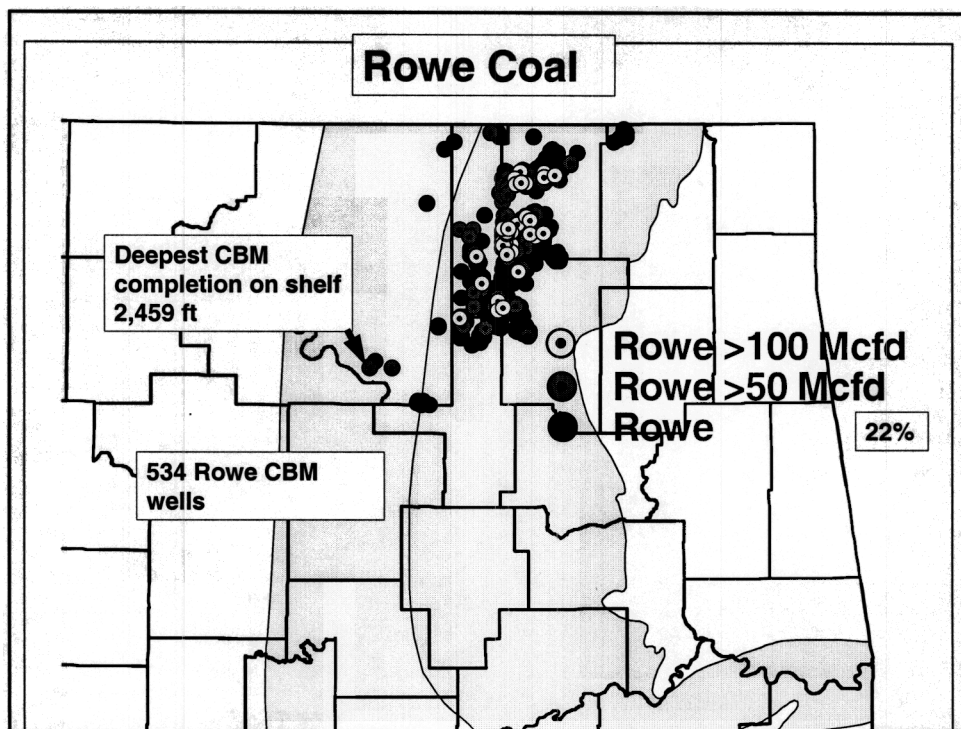 Rowe Coal
Deepest CBM
completion on shelf
2,459 ft
Rowe >100 Mcfd
Rowe >50 Mcfd
Rowe
22%
534 Rowe CBM
wells